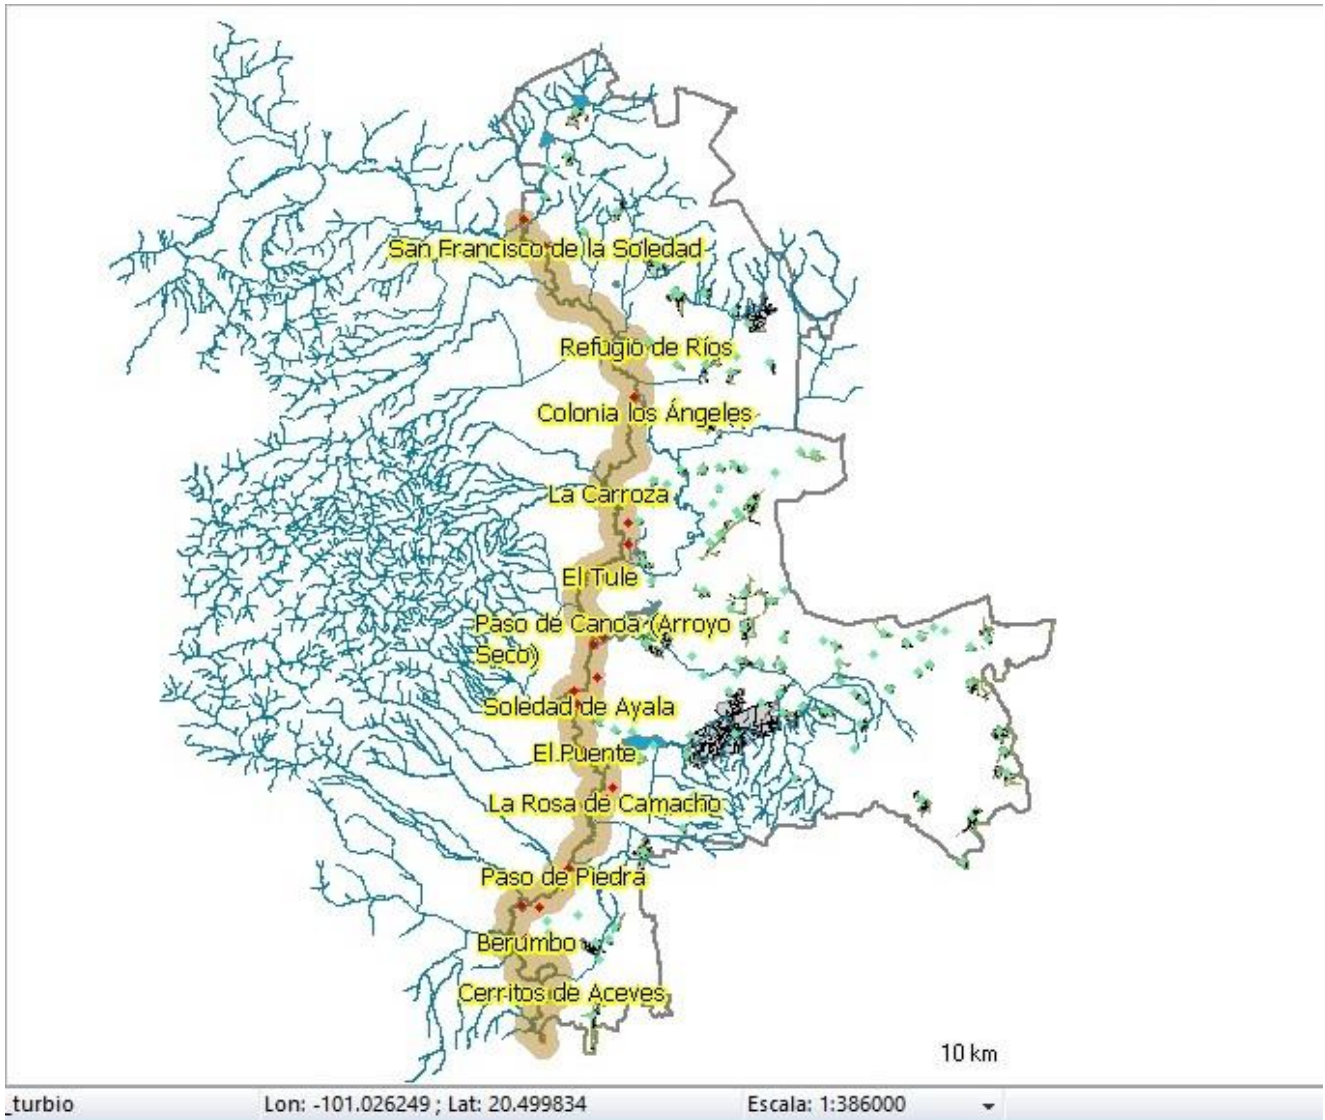 San Francisco de la Soledad
Refugio de Ríos
Colonia los Ángeles
La Carroza
El Tule
Paso de Canoa (Arroyo
Seco)
Soledad de Ayala
El Puente
La Rosa de Camacho
Paso de Piedra
Berumbo
Cerritos de Aceves
10 km
_turbio
Lon: -101.026249 ; Lat: 20.499834
Escala: 1:386000